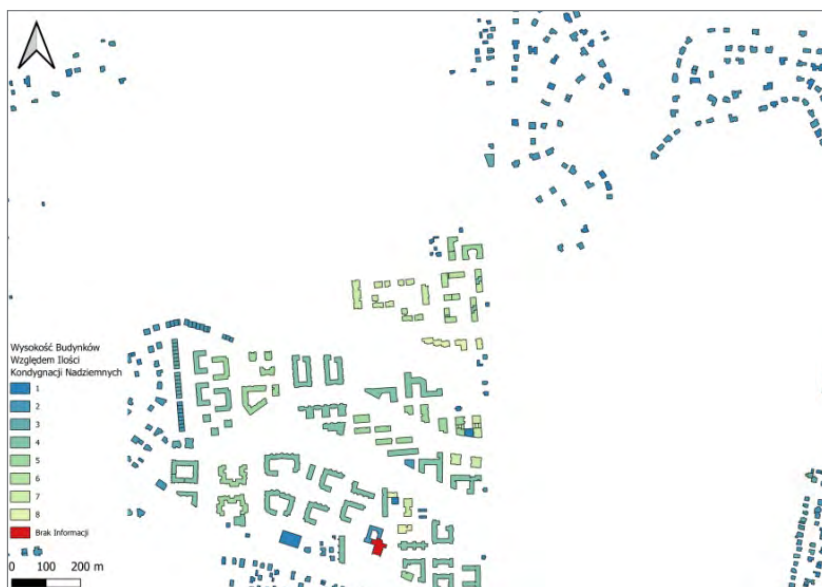 Wysokość Budynków
Względem Ilości
Kondygnacji Nadziemnych
1
2
3
4
5
6
7
8
Brak Informacji
0 100 200 m